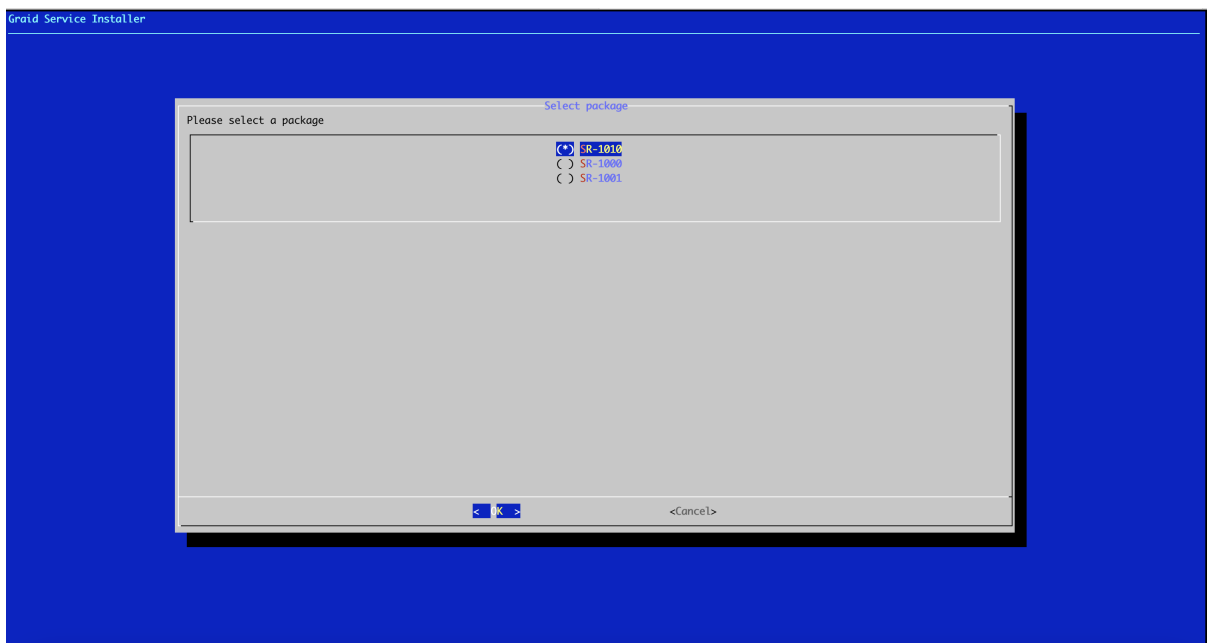 Graid Service Installer
Select package
Please select a package
(*) SR-1010
( ) SR-1000
( ) SR-1001
< OK > <Cancel>